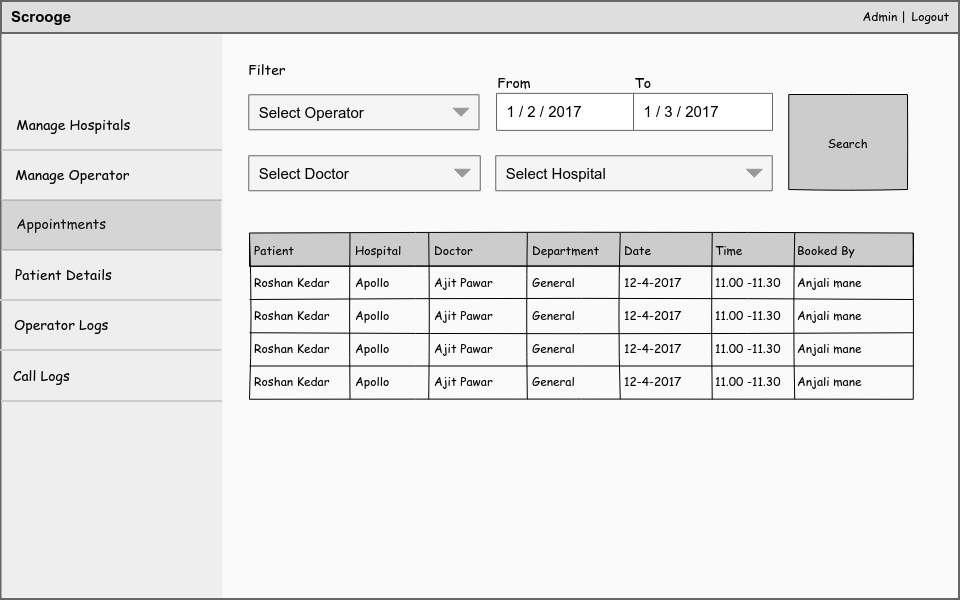 Scrooge
Admin | Logout
Manage Hospitals
Manage Operator
Appointments
Patient Details
Operator Logs
Call Logs
Filter
From To
Select Operator 1 / 2 / 2017 1 / 3 / 2017
Search
Select Doctor Select Hospital
Patient Hospital Doctor Department Date Time Booked By
Roshan Kedar Apollo Ajit Pawar General 12-4-2017 11.00 -11.30 Anjali mane
Roshan Kedar Apollo Ajit Pawar General 12-4-2017 11.00 -11.30 Anjali mane
Roshan Kedar Apollo Ajit Pawar General 12-4-2017 11.00 -11.30 Anjali mane
Roshan Kedar Apollo Ajit Pawar General 12-4-2017 11.00 -11.30 Anjali mane